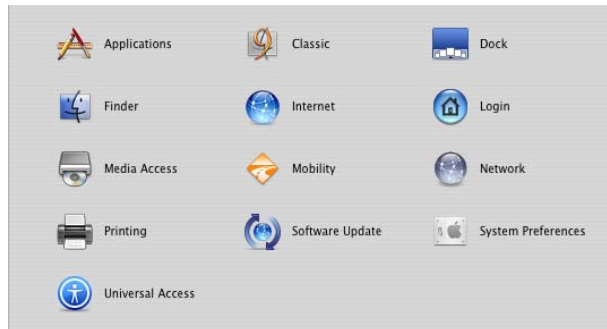 Applications
Classic
Dock
Finder
Internet
Login
Media Access
Mobility
Network
Printing
Software Update
System Preferences
Universal Access